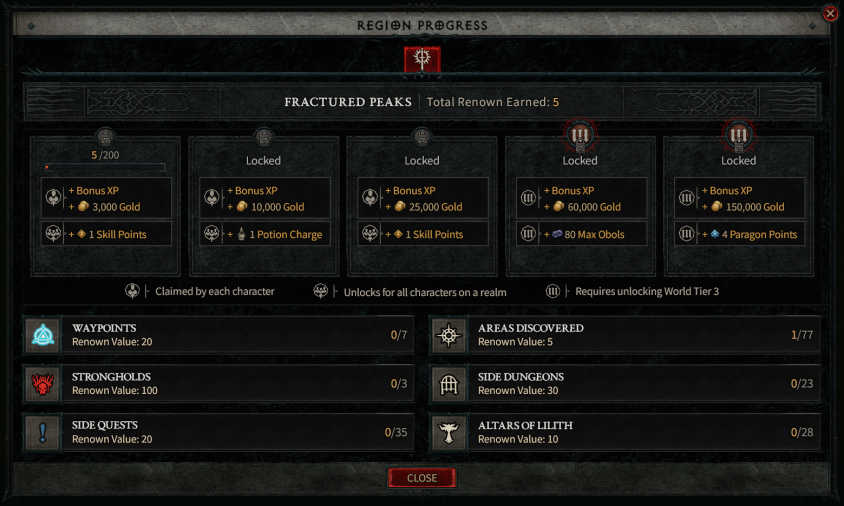 REGION PROGRESS
FRACTURED PEAKS | Total Renown Earned: 5
5 /200
+ Bonus XP
+ 3,000 Gold
+ 1 Skill Points
Locked
+ Bonus XP
+ 10,000 Gold
+ 1 Potion Charge
Locked
+ Bonus XP
+ 25,000 Gold
+ 1 Skill Points
Locked
+ Bonus XP
+ 60,000 Gold
+ 80 Max Obols
Locked
+ Bonus XP
+ 150,000 Gold
+ 4 Paragon Points
Claimed by each character
Unlocks for all characters on a realm
Requires unlocking World Tier 3
WAYPOINTS
Renown Value: 20
0/7
AREAS DISCOVERED
Renown Value: 5
1/77
STRONGHOLDS
Renown Value: 100
0/3
SIDE DUNGEONS
Renown Value: 30
0/23
SIDE QUESTS
Renown Value: 20
0/35
ALTARS OF LILITH
Renown Value: 10
0/28
CLOSE